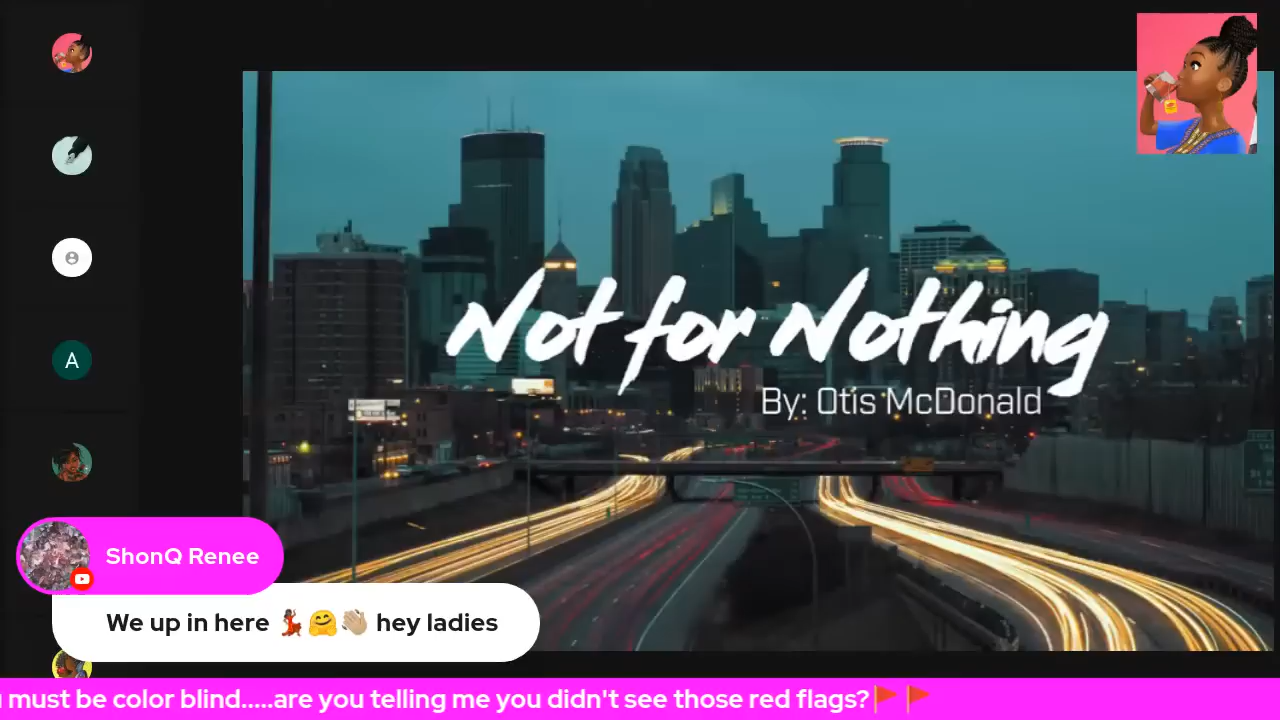 Not for Nothing
By: Otis McDonald
A
ShonQ Renee
We up in here 💃🏾🤗👋🏼 hey ladies
must be color blind.....are you telling me you didn't see those red flags?🚩🚩